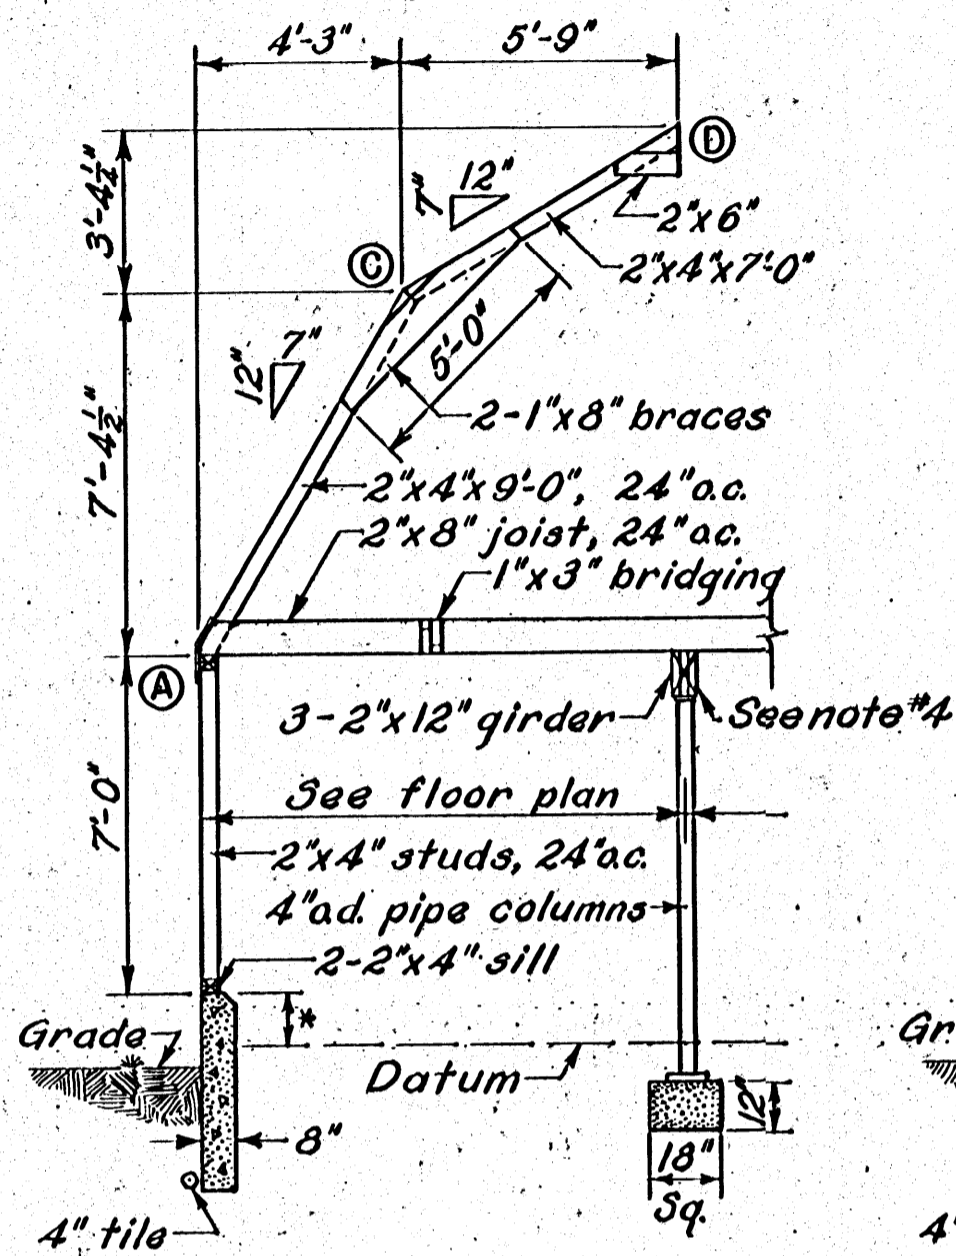 4'-3" 5'-9"
3'-4¼"
D
7" 12"
2"x6"
C
2"x4"x7'-0"
12" 7"
5'-0"
7'-4½"
2-1"x8" braces
2"x4"x9'-0", 24"o.c.
2"x8" joist, 24"o.c.
1"x3" bridging
A
3-2"x12" girder
See note #4
7'-0"
See floor plan
2"x4" studs, 24"o.c.
4"o.d. pipe columns
2-2"x4" sill
*
Grade
Gr
*
Datum
12"
8"
18"
Sq.
4" tile
4"